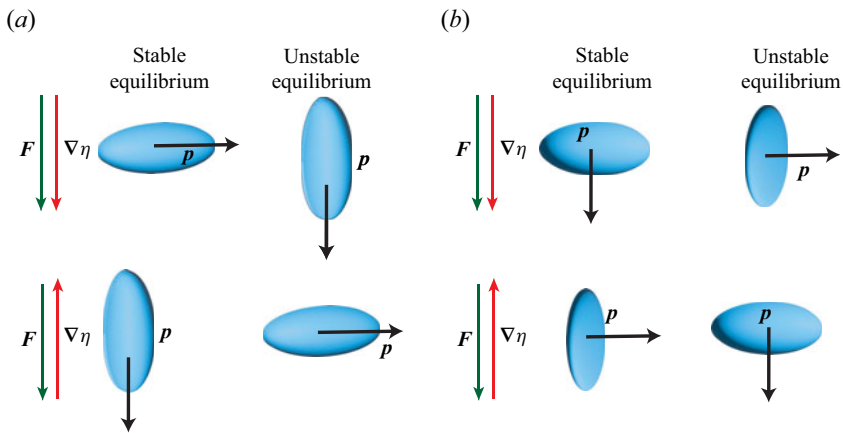 (a)
(b)
Stable
equilibrium
Unstable
equilibrium
Stable
equilibrium
Unstable
equilibrium
F
∇η
p
p
F
∇η
p
p
F
∇η
p
p
F
∇η
p
p